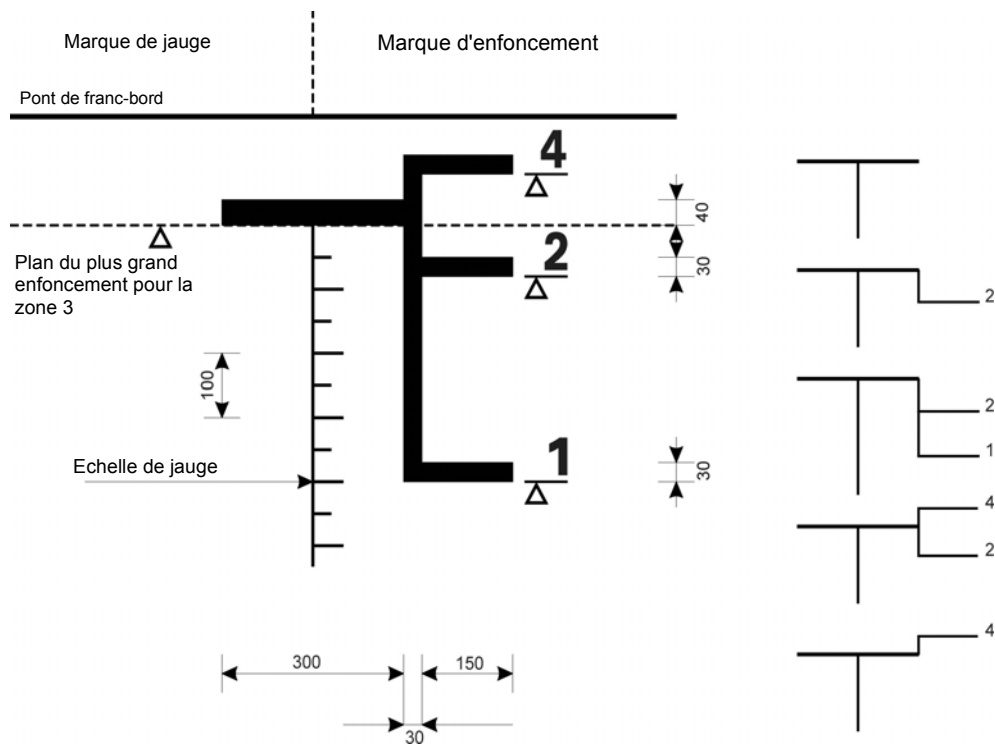 Marque de jauge
Marque d'enfoncement
Pont de franc-bord
4
40
2
30
Plan du plus grand
enfoncement pour la
zone 3
100
1
30
Echelle de jauge
300
150
30
2
2
1
4
2
4